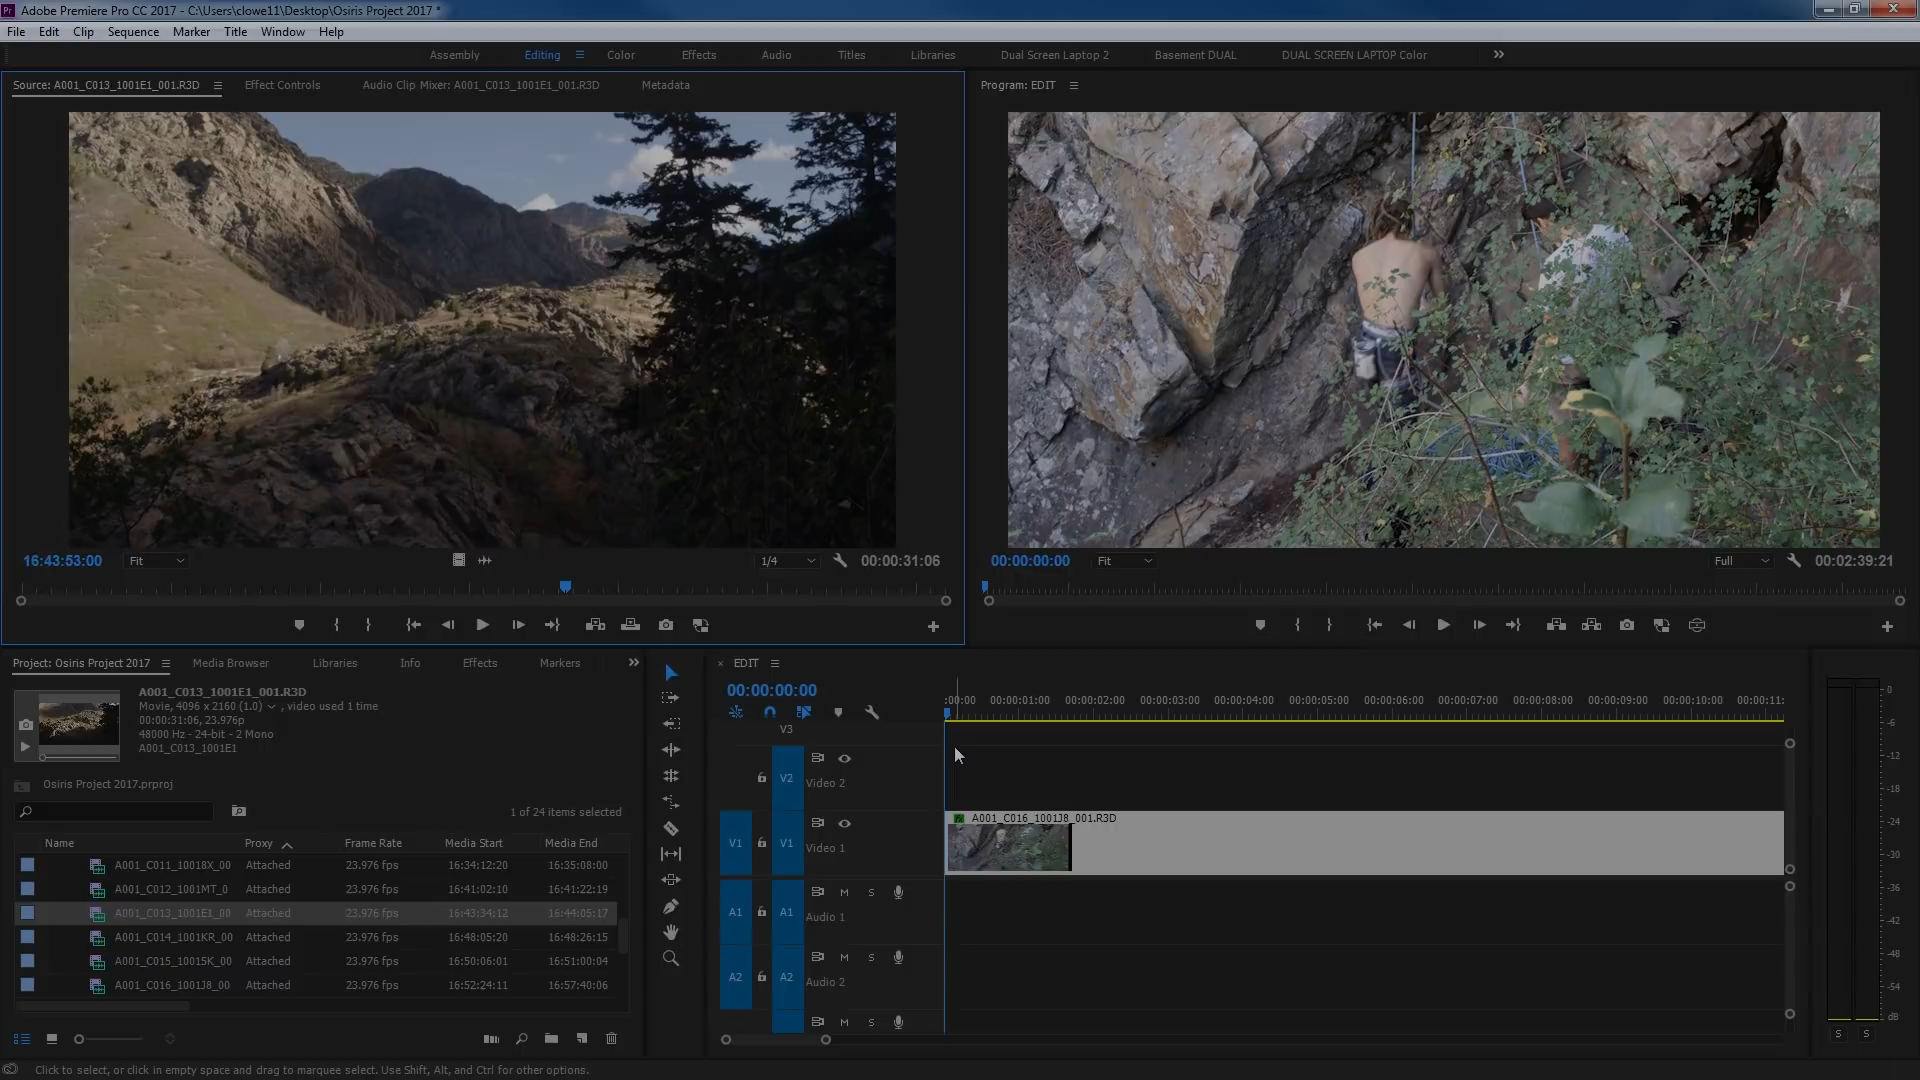 Pr Adobe Premiere Pro CC 2017 - C:\Users\clowe11\Desktop\Osiris Project 2017 *
File Edit Clip Sequence Marker Title Window Help
Assembly Editing Color Effects Audio Titles Libraries Dual Screen Laptop 2 Basement DUAL DUAL SCREEN LAPTOP Color
Source: A001_C013_1001E1_001.R3D Effect Controls Audio Clip Mixer: A001_C013_1001E1_001.R3D Metadata
Program: EDIT
16:43:53:00 Fit 1/4 00:00:31:06
00:00:00:00 Fit Full 00:02:39:21
Project: Osiris Project 2017 Media Browser Libraries Info Effects Markers
A001_C013_1001E1_001.R3D
Movie, 4096 x 2160 (1.0) , video used 1 time
00:00:31:06, 23.976p
48000 Hz - 24-bit - 2 Mono
A001_C013_1001E1
Osiris Project 2017.prproj
1 of 24 items selected
Name Proxy Frame Rate Media Start Media End
A001_C011_10018X_00 Attached 23.976 fps 16:34:12:20 16:35:08:00
A001_C012_1001MT_0 Attached 23.976 fps 16:41:02:10 16:41:22:19
A001_C013_1001E1_00 Attached 23.976 fps 16:43:34:12 16:44:05:17
A001_C014_1001KR_00 Attached 23.976 fps 16:48:05:20 16:48:26:15
A001_C015_10015K_00 Attached 23.976 fps 16:50:06:01 16:51:00:04
A001_C016_1001J8_00 Attached 23.976 fps 16:52:24:11 16:57:40:06
EDIT
00:00:00:00
:00:00 00:00:01:00 00:00:02:00 00:00:03:00 00:00:04:00 00:00:05:00 00:00:06:00 00:00:07:00 00:00:08:00 00:00:09:00 00:00:10:00 00:00:11:
V3
V2 Video 2
A001_C016_1001J8_001.R3D
V1 V1 Video 1
A1 A1 M S Audio 1
A2 A2 M S Audio 2
M S
0
-6
-12
-18
-24
-30
-36
-42
-48
-54
dB
S S
Click to select, or click in empty space and drag to marquee select. Use Shift, Alt, and Ctrl for other options.